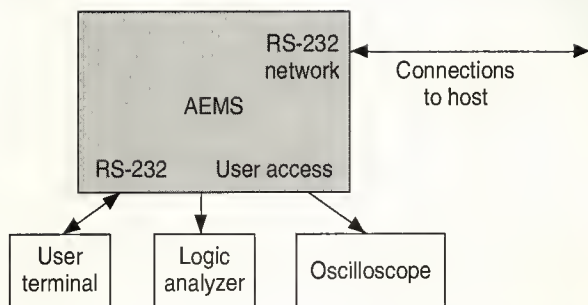 RS-232
network
Connections
to host
AEMS
RS-232
User access
User
terminal
Logic
analyzer
Oscilloscope